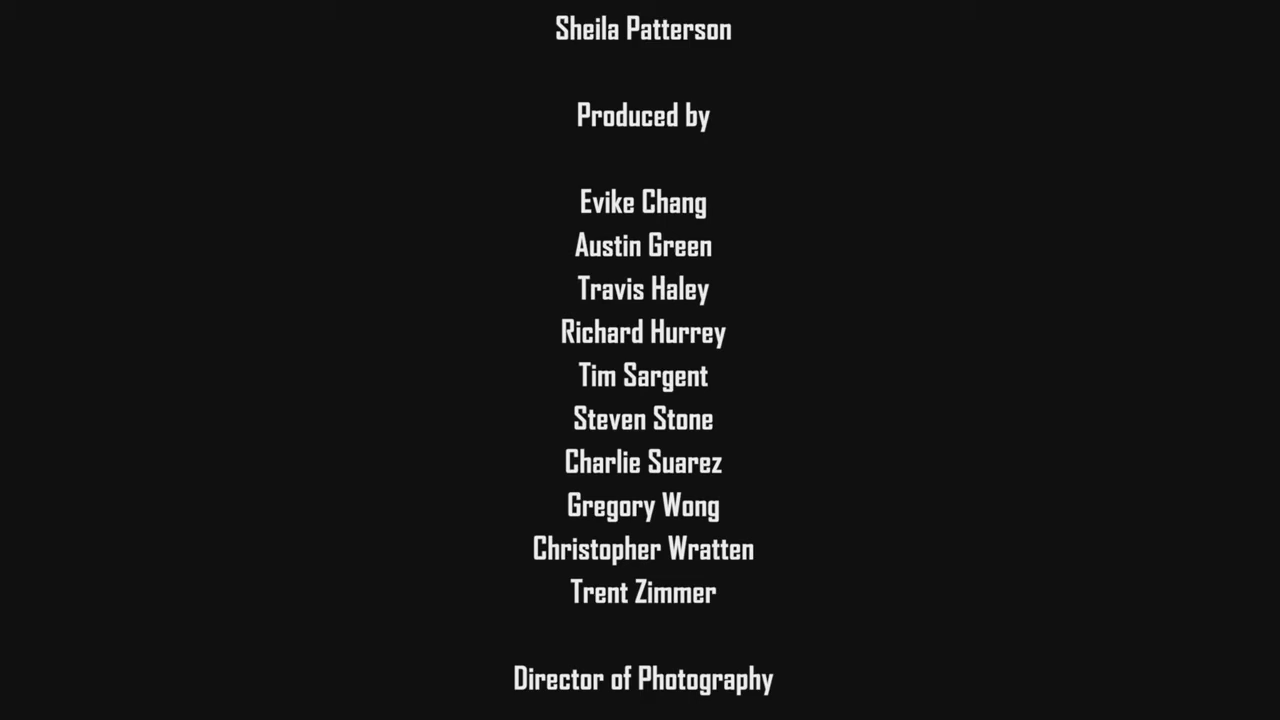 Sheila Patterson
Produced by
Evike Chang
Austin Green
Travis Haley
Richard Hurrey
Tim Sargent
Steven Stone
Charlie Suarez
Gregory Wong
Christopher Wratten
Trent Zimmer
Director of Photography